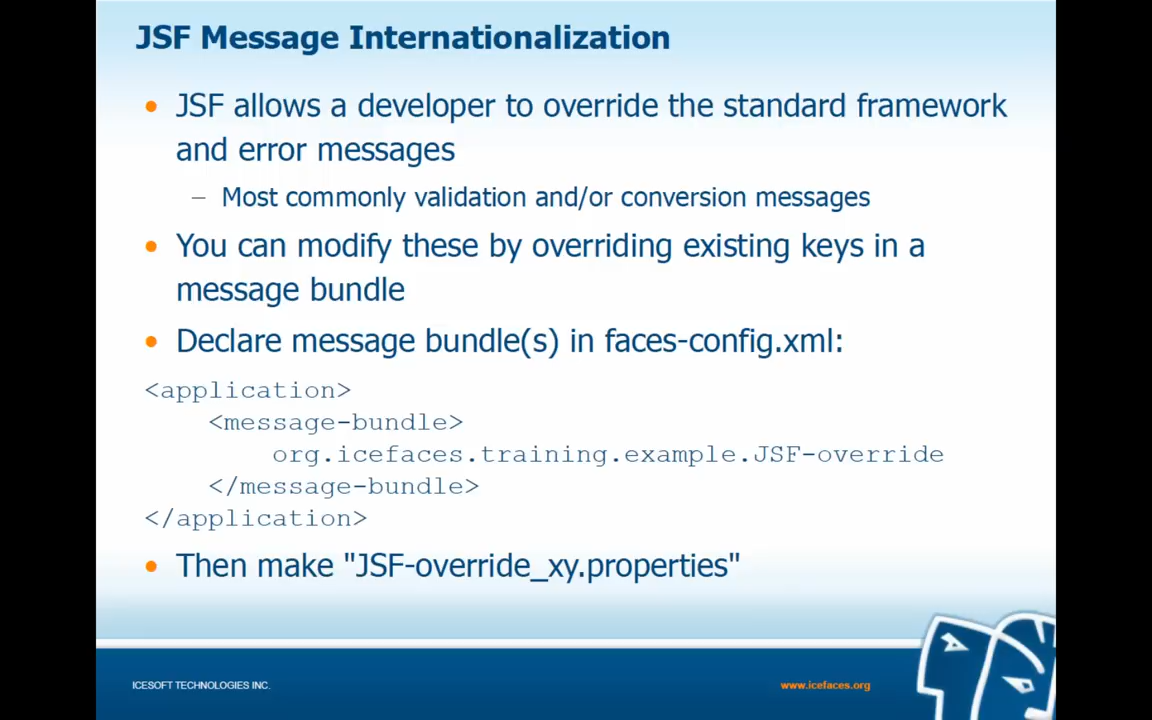 JSF Message Internationalization
• JSF allows a developer to override the standard framework
and error messages
– Most commonly validation and/or conversion messages
• You can modify these by overriding existing keys in a
message bundle
• Declare message bundle(s) in faces-config.xml:
<application>
<message-bundle>
org.icefaces.training.example.JSF-override
</message-bundle>
</application>
• Then make "JSF-override_xy.properties"
ICESOFT TECHNOLOGIES INC.
www.icefaces.org